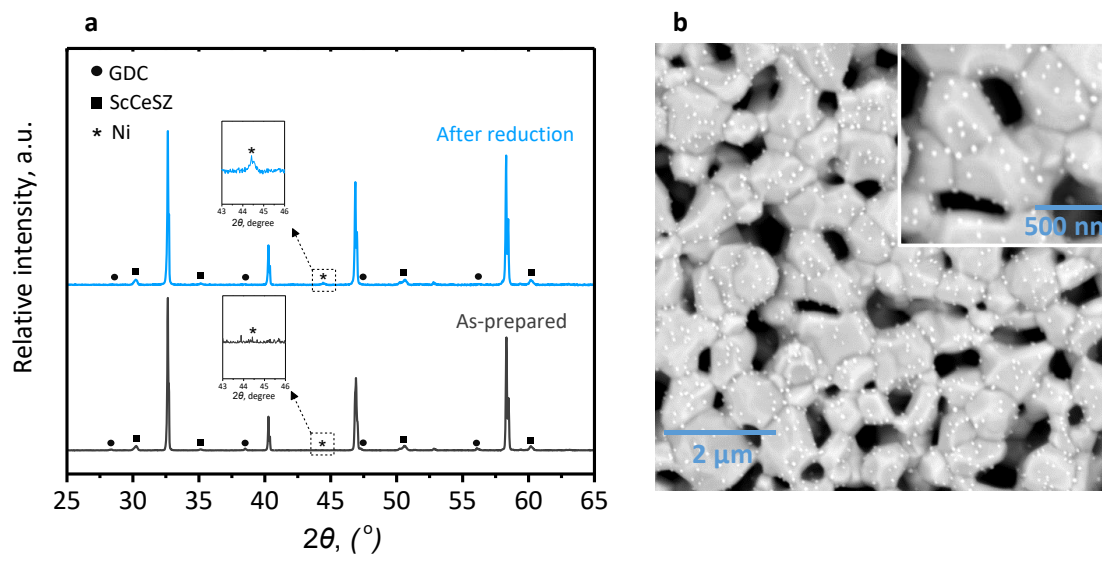 a
b
● GDC
■ ScCeSZ
* Ni
After reduction
*
43 44 45 46
2θ, degree
*
As-prepared
*
43 44 45 46
2θ, degree
*
Relative intensity, a.u.
25 30 35 40 45 50 55 60 65
2θ, (°)
500 nm
2 µm